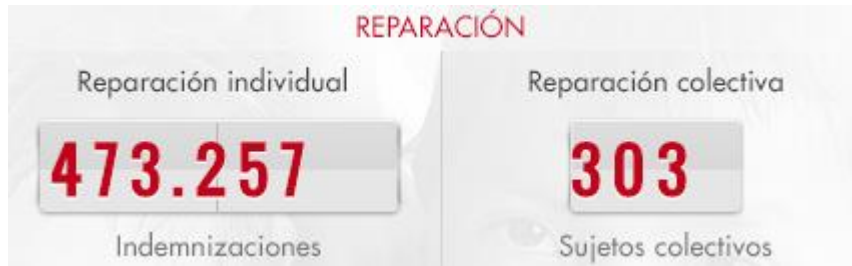 REPARACIÓN
Reparación individual
473.257
Indemnizaciones
Reparación colectiva
303
Sujetos colectivos